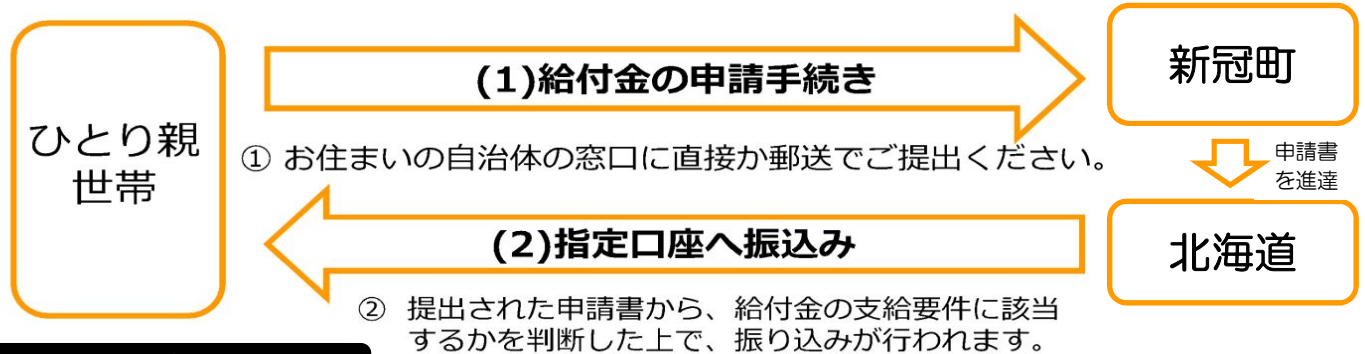 ひとり親
世帯
(1)給付金の申請手続き
新冠町
① お住まいの自治体の窓口に直接か郵送でご提出ください。
申請書
を進達
(2)指定口座へ振込み
北海道
② 提出された申請書から、給付金の支給要件に該当
するかを判断した上で、振り込みが行われます。